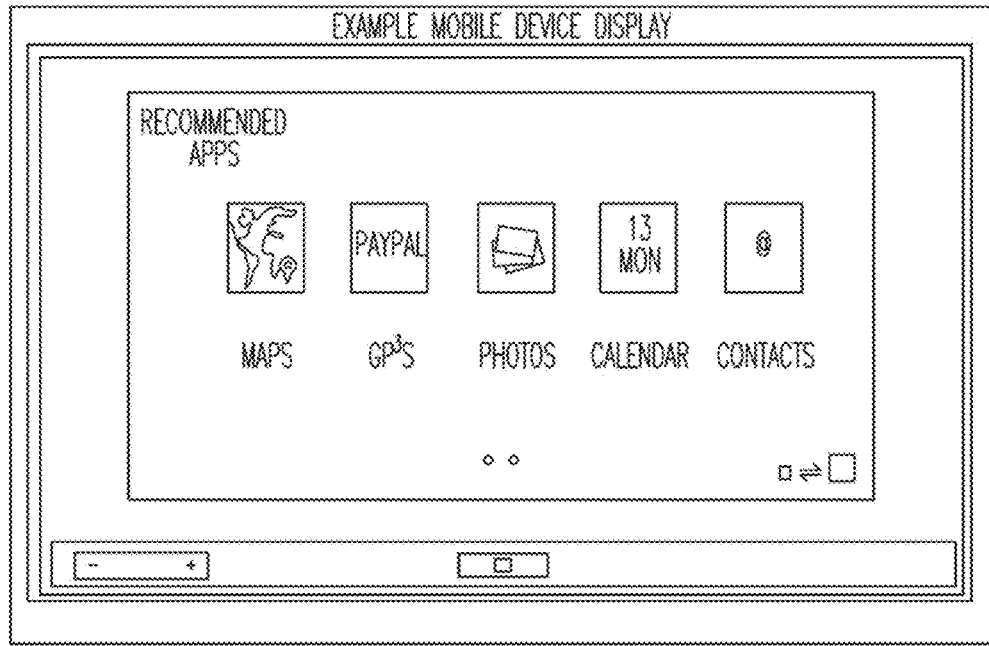 EXAMPLE MOBILE DEVICE DISPLAY
RECOMMENDED
APPS
PAYPAL
13
MON
@
MAPS
GP³S
PHOTOS
CALENDAR
CONTACTS
- +